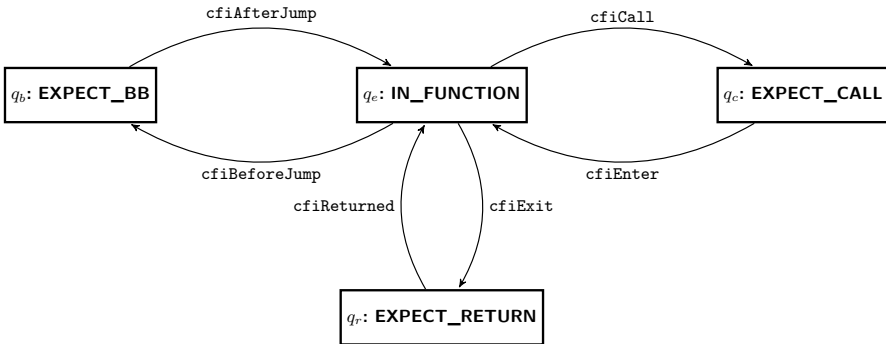 cfiAfterJump
cfiCall
q_b: EXPECT_BB
q_e: IN_FUNCTION
q_c: EXPECT_CALL
cfiBeforeJump
cfiEnter
cfiReturned
cfiExit
q_r: EXPECT_RETURN